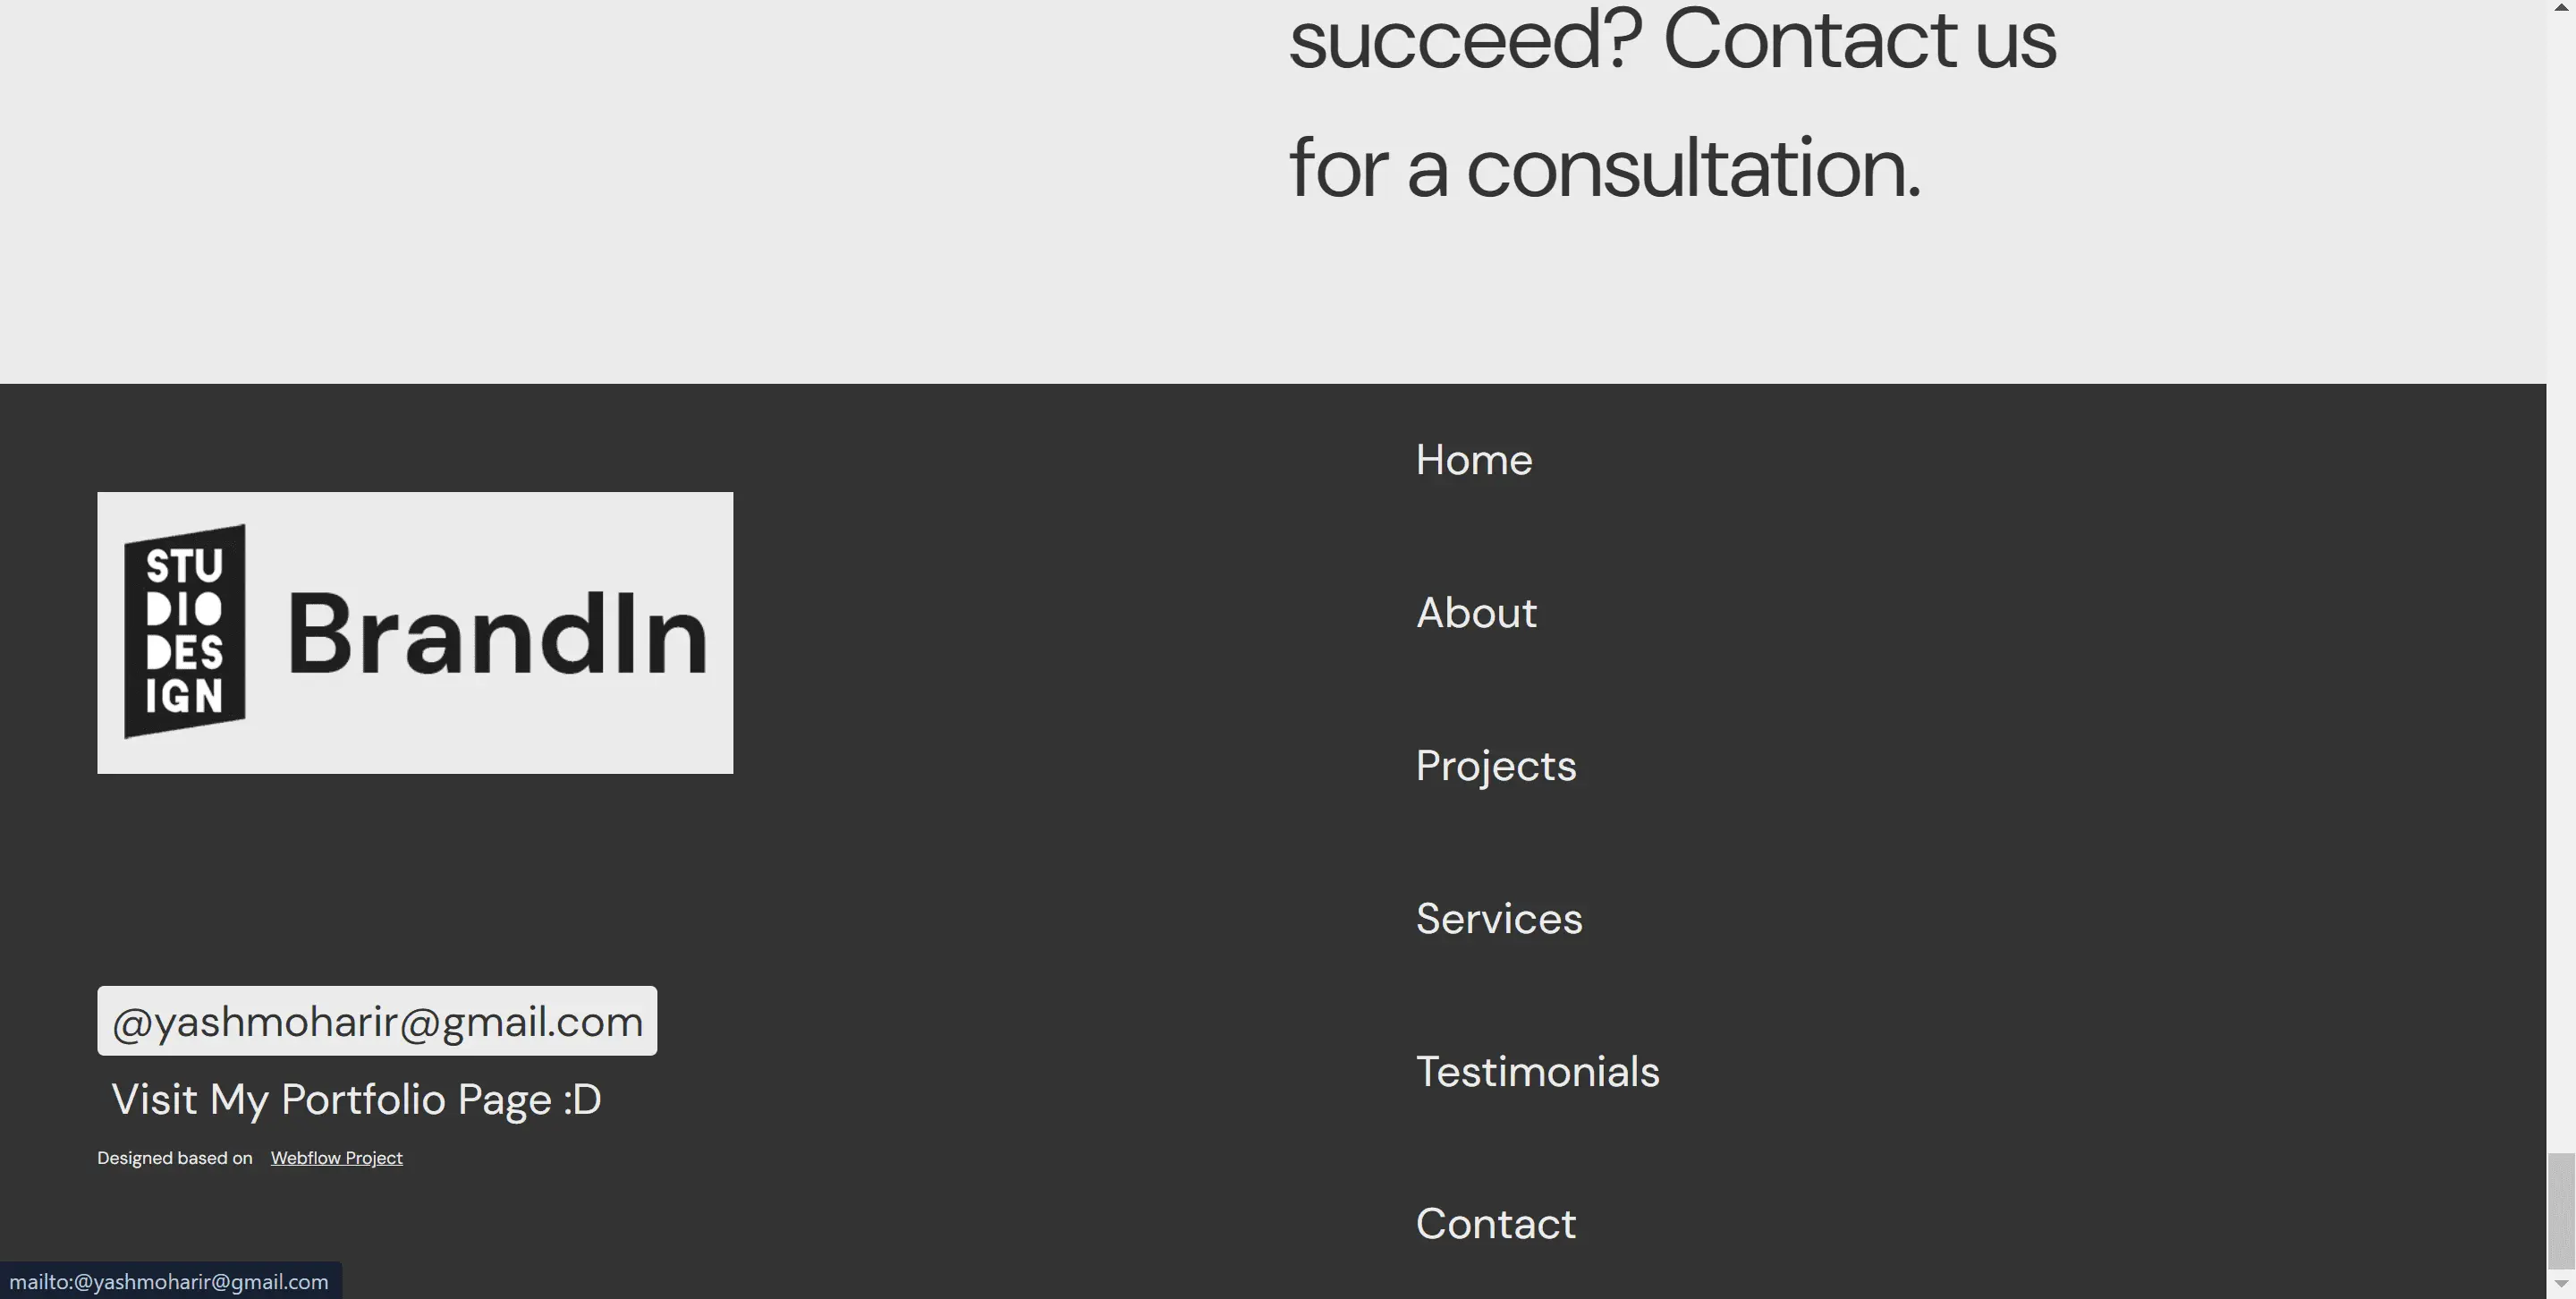 succeed? Contact us
for a consultation.
STU
DIO
DES
IGN
BrandIn
@yashmoharir@gmail.com
Visit My Portfolio Page :D
Designed based on Webflow Project
Home
About
Projects
Services
Testimonials
Contact
mailto:@yashmoharir@gmail.com